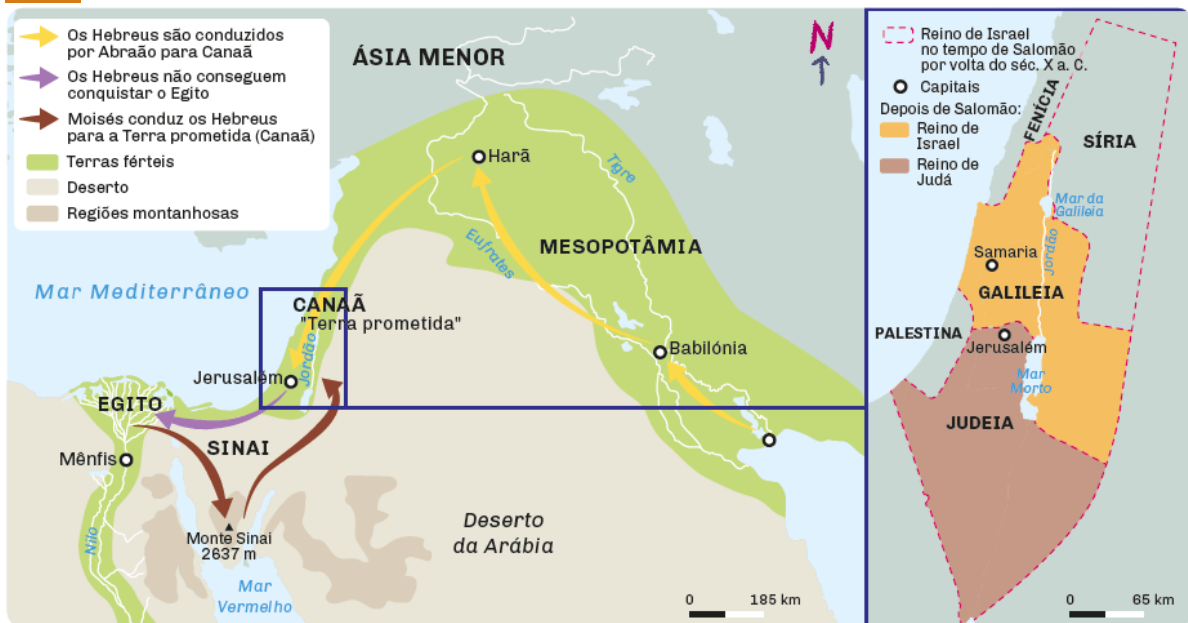 Os Hebreus são conduzidos
por Abraão para Canaã
Os Hebreus não conseguem
conquistar o Egito
Moisés conduz os Hebreus
para a Terra prometida (Canaã)
Terras férteis
Deserto
Regiões montanhosas
ÁSIA MENOR
N
Harã
Tigre
Eufrates
MESOPOTÂMIA
Mar Mediterrâneo
CANAÃ
"Terra prometida"
Jordão
Babilónia
Jerusalém
EGITO
SINAI
Mênfis
Nilo
Monte Sinai
2637 m
Mar
Vermelho
Deserto
da Arábia
0 185 km
Reino de Israel
no tempo de Salomão
por volta do séc. X a. C.
Capitais
Depois de Salomão:
Reino de
Israel
Reino de
Judá
FENÍCIA
SÍRIA
Mar da
Galileia
Jordão
Samaria
GALILEIA
PALESTINA
Jerusalém
Mar
Morto
JUDEIA
0 65 km